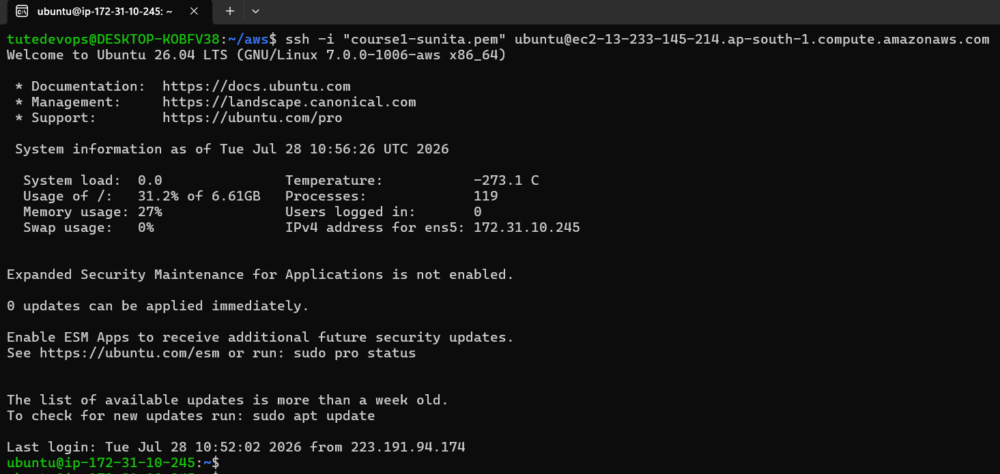 ubuntu@ip-172-31-10-245: ~
tutedevops@DESKTOP-KOBFV38:~/aws$ ssh -i "course1-sunita.pem" ubuntu@ec2-13-233-145-214.ap-south-1.compute.amazonaws.com
Welcome to Ubuntu 26.04 LTS (GNU/Linux 7.0.0-1006-aws x86_64)
* Documentation:  https://docs.ubuntu.com
* Management:     https://landscape.canonical.com
* Support:        https://ubuntu.com/pro
System information as of Tue Jul 28 10:56:26 UTC 2026
System load:  0.0               Temperature:           -273.1 C
Usage of /:   31.2% of 6.61GB   Processes:             119
Memory usage: 27%               Users logged in:       0
Swap usage:   0%                IPv4 address for ens5: 172.31.10.245
Expanded Security Maintenance for Applications is not enabled.
0 updates can be applied immediately.
Enable ESM Apps to receive additional future security updates.
See https://ubuntu.com/esm or run: sudo pro status
The list of available updates is more than a week old.
To check for new updates run: sudo apt update
Last login: Tue Jul 28 10:52:02 2026 from 223.191.94.174
ubuntu@ip-172-31-10-245:~$